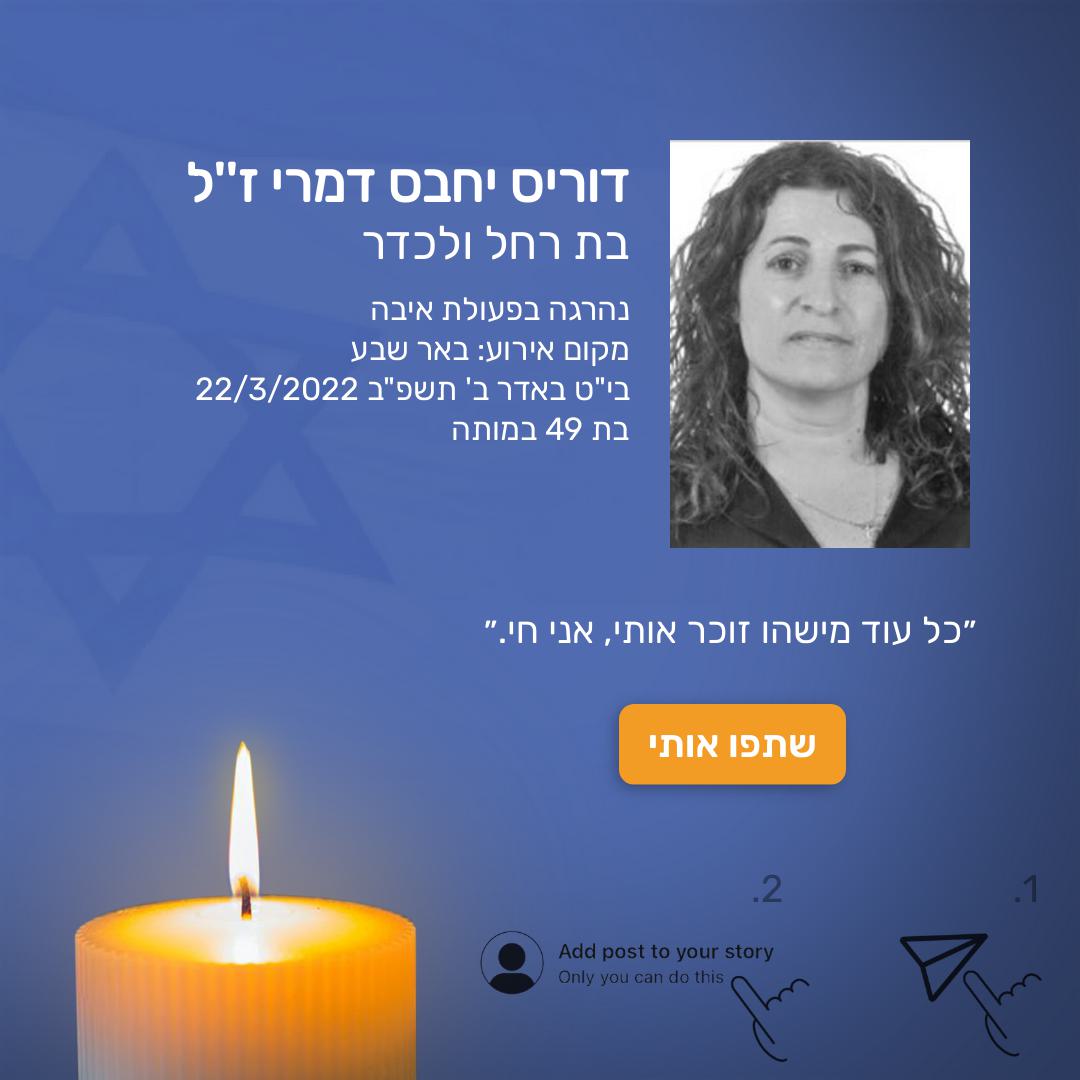 דוריס יחבס דמרי ז"ל
בת רחל ולכדר
נהרגה בפעולת איבה
מקום אירוע: באר שבע
בי"ט באדר ב' תשפ"ב 22/3/2022
בת 49 במותה
"כל עוד מישהו זוכר אותי, אני חי."
שתפו אותי
1.
2.
Add post to your story
Only you can do this